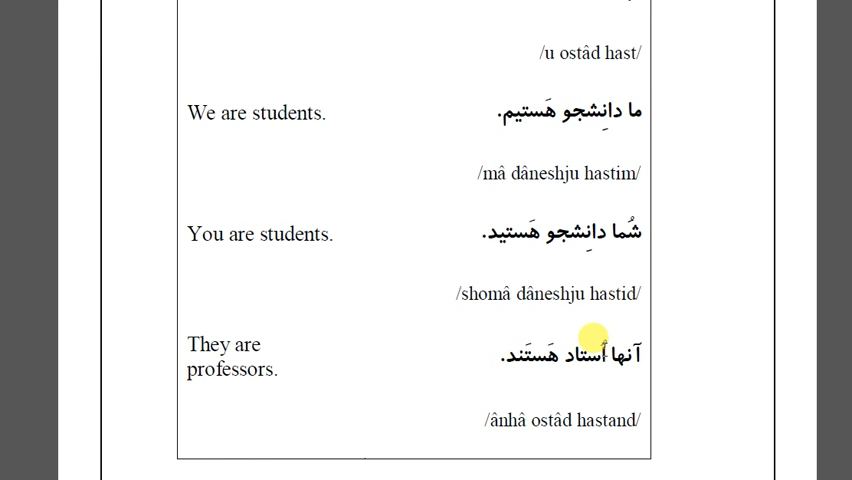 /u ostâd hast/
We are students.
ما دانِشجو هَستیم.
/mâ dâneshju hastim/
You are students.
شُما دانِشجو هَستید.
/shomâ dâneshju hastid/
They are
professors.
آنها اُستاد هَستَند.
/ânhâ ostâd hastand/